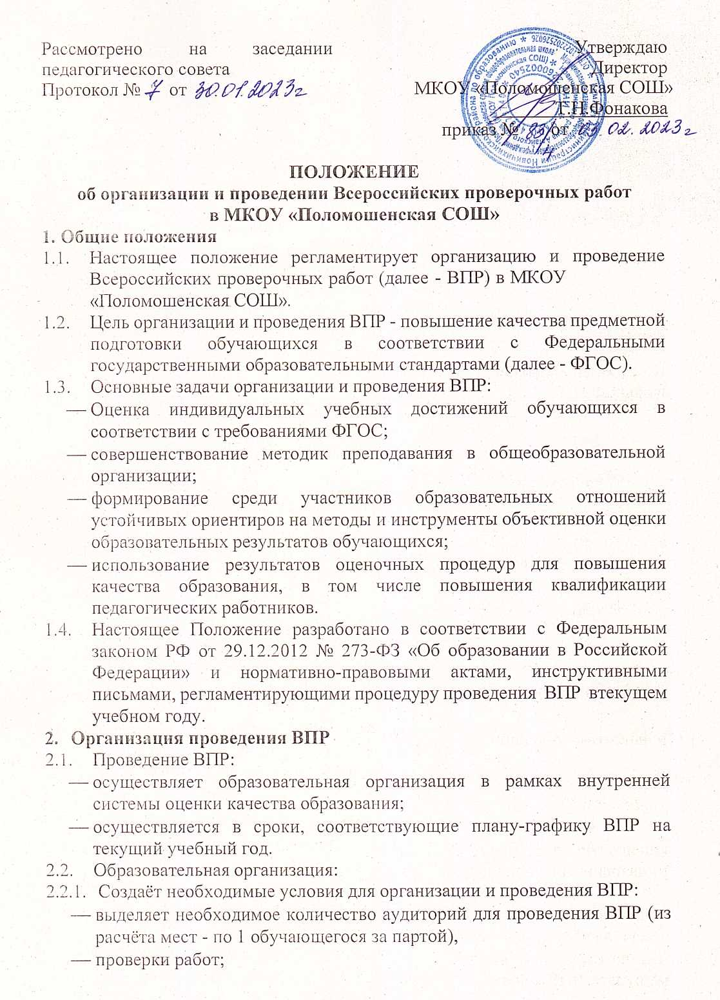 Рассмотрено на заседании
педагогического совета
Протокол № 7 от 30.01.2023г
Утверждаю
Директор
МКОУ «Поломошенская СОШ»
Т.Н.Фонакова
приказ № 83/4 от 03.02.2023г
ПОЛОЖЕНИЕ
об организации и проведении Всероссийских проверочных работ
в МКОУ «Поломошенская СОШ»
1. Общие положения
1.1. Настоящее положение регламентирует организацию и проведение
Всероссийских проверочных работ (далее - ВПР) в МКОУ
«Поломошенская СОШ».
1.2. Цель организации и проведения ВПР - повышение качества предметной
подготовки обучающихся в соответствии с Федеральными
государственными образовательными стандартами (далее - ФГОС).
1.3. Основные задачи организации и проведения ВПР:
— Оценка индивидуальных учебных достижений обучающихся в
соответствии с требованиями ФГОС;
— совершенствование методик преподавания в общеобразовательной
организации;
— формирование среди участников образовательных отношений
устойчивых ориентиров на методы и инструменты объективной оценки
образовательных результатов обучающихся;
— использование результатов оценочных процедур для повышения
качества образования, в том числе повышения квалификации
педагогических работников.
1.4. Настоящее Положение разработано в соответствии с Федеральным
законом РФ от 29.12.2012 № 273-ФЗ «Об образовании в Российской
Федерации» и нормативно-правовыми актами, инструктивными
письмами, регламентирующими процедуру проведения ВПР втекущем
учебном году.
2. Организация проведения ВПР
2.1. Проведение ВПР:
— осуществляет образовательная организация в рамках внутренней
системы оценки качества образования;
— осуществляется в сроки, соответствующие плану-графику ВПР на
текущий учебный год.
2.2. Образовательная организация:
2.2.1. Создаёт необходимые условия для организации и проведения ВПР:
— выделяет необходимое количество аудиторий для проведения ВПР (из
расчёта мест - по 1 обучающегося за партой),
— проверки работ;